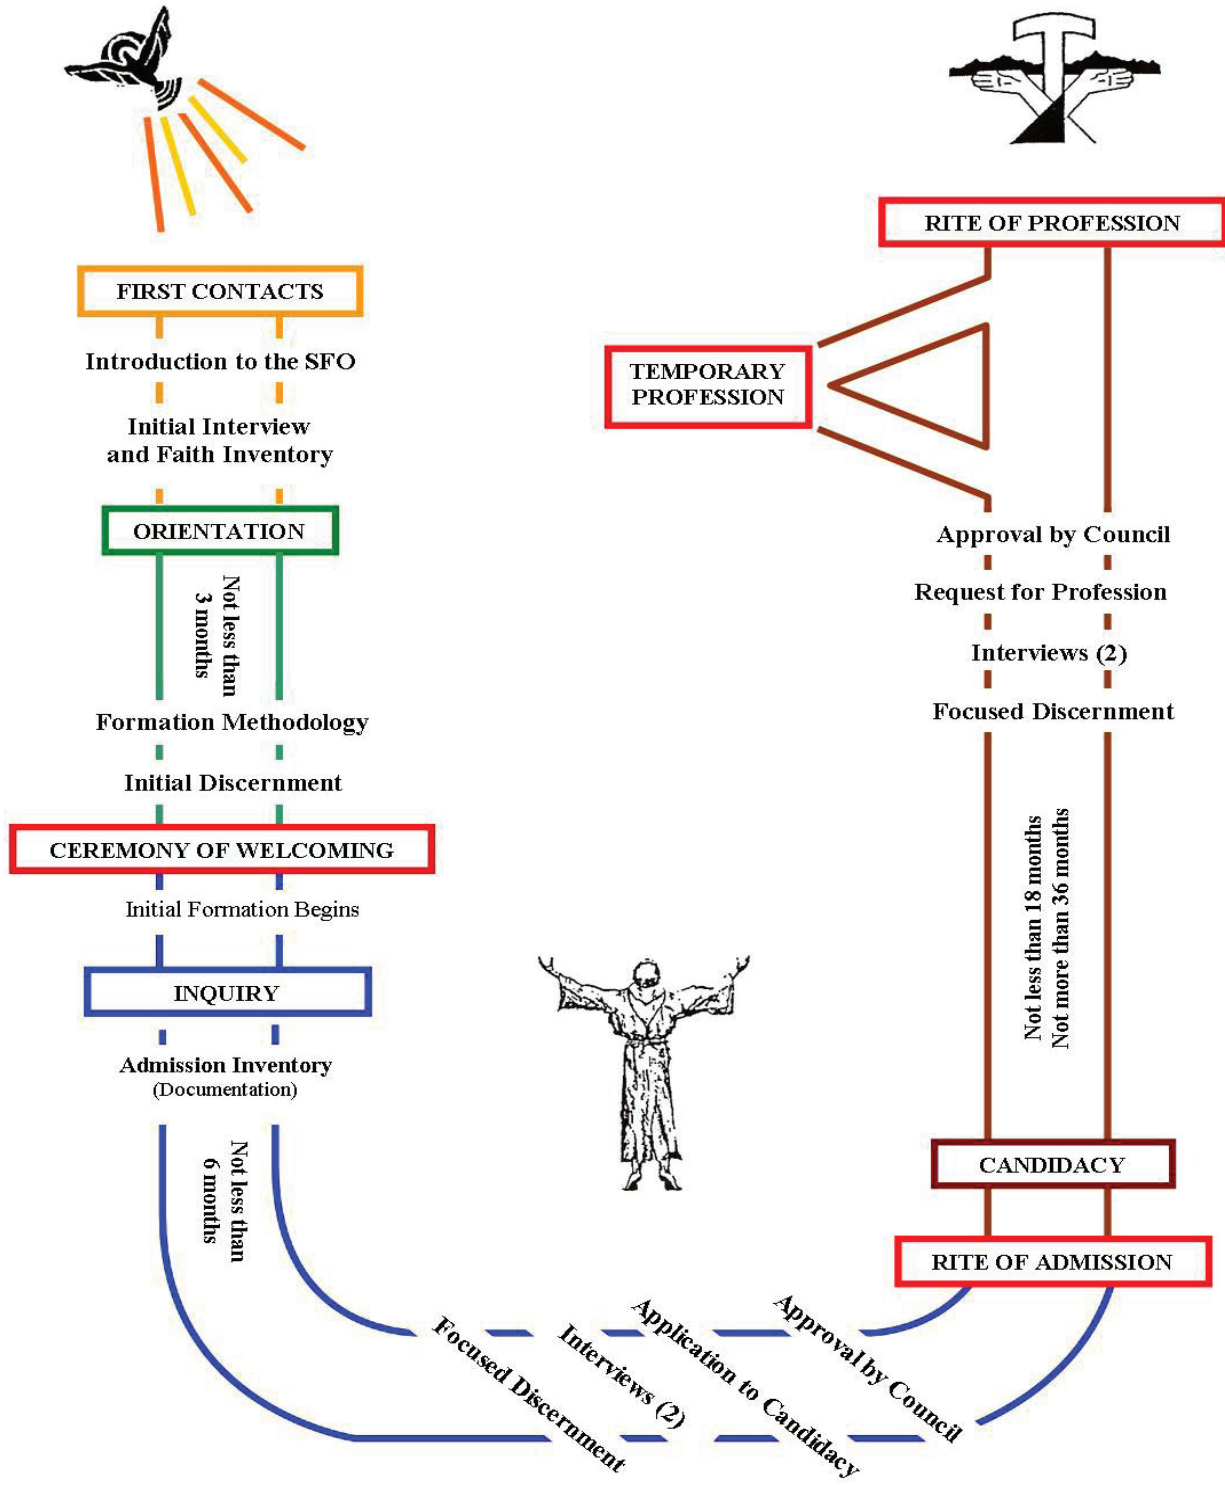 FIRST CONTACTS
Introduction to the SFO
Initial Interview
and Faith Inventory
ORIENTATION
Not less than
3 months
Formation Methodology
Initial Discernment
CEREMONY OF WELCOMING
Initial Formation Begins
INQUIRY
Admission Inventory
(Documentation)
Not less than
6 months
Focused Discernment
Interviews (2)
Application to Candidacy
Approval by Council
RITE OF ADMISSION
CANDIDACY
Not less than 18 months
Not more than 36 months
Focused Discernment
Interviews (2)
Request for Profession
Approval by Council
TEMPORARY
PROFESSION
RITE OF PROFESSION